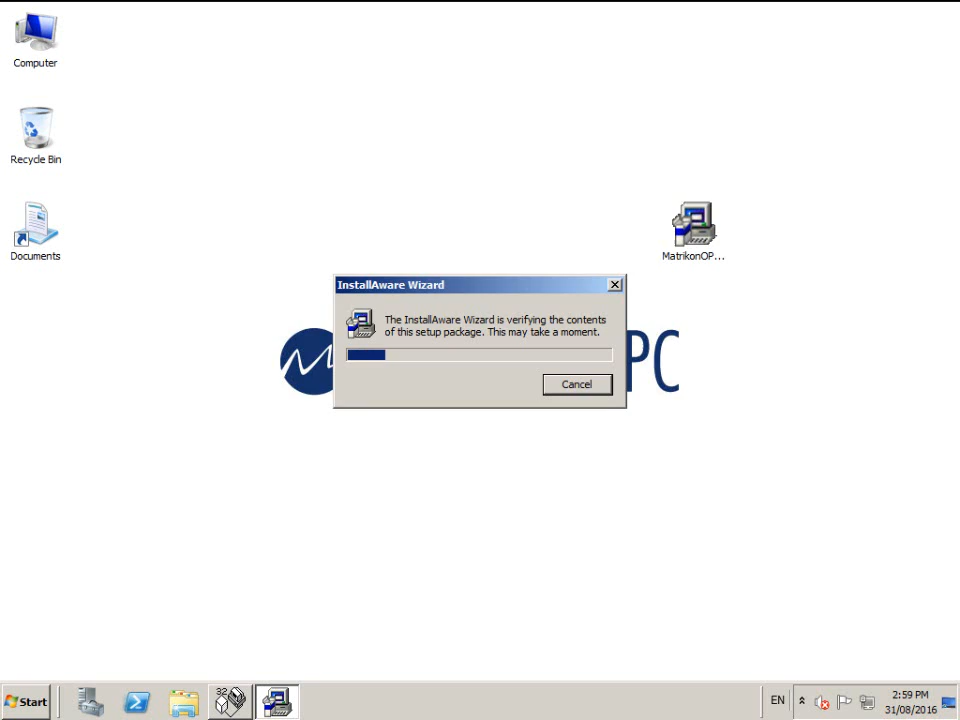 Computer
Recycle Bin
Documents
MatrikonOP...
InstallAware Wizard
The InstallAware Wizard is verifying the contents
of this setup package. This may take a moment.
Cancel
PC
Start
32
EN
2:59 PM
31/08/2016